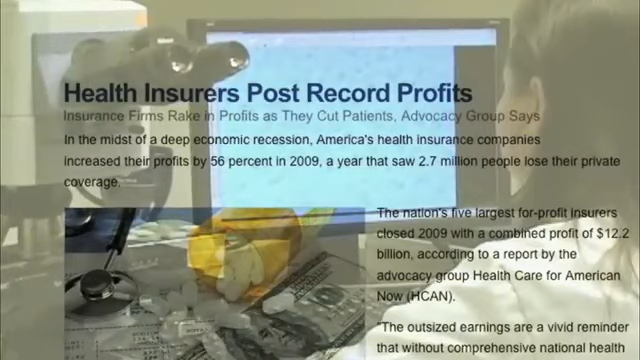 Health Insurers Post Record Profits
Insurance Firms Rake in Profits as They Cut Patients, Advocacy Group Says
In the midst of a deep economic recession, America's health insurance companies
increased their profits by 56 percent in 2009, a year that saw 2.7 million people lose their private
coverage.
The nation's five largest for-profit insurers
closed 2009 with a combined profit of $12.2
billion, according to a report by the
advocacy group Health Care for American
Now (HCAN).
"The outsized earnings are a vivid reminder
that without comprehensive national health